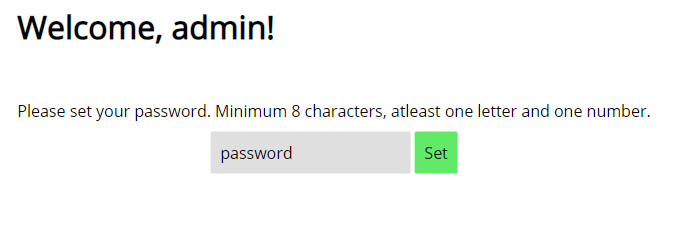 Welcome, admin!
Please set your password. Minimum 8 characters, atleast one letter and one number.
password Set